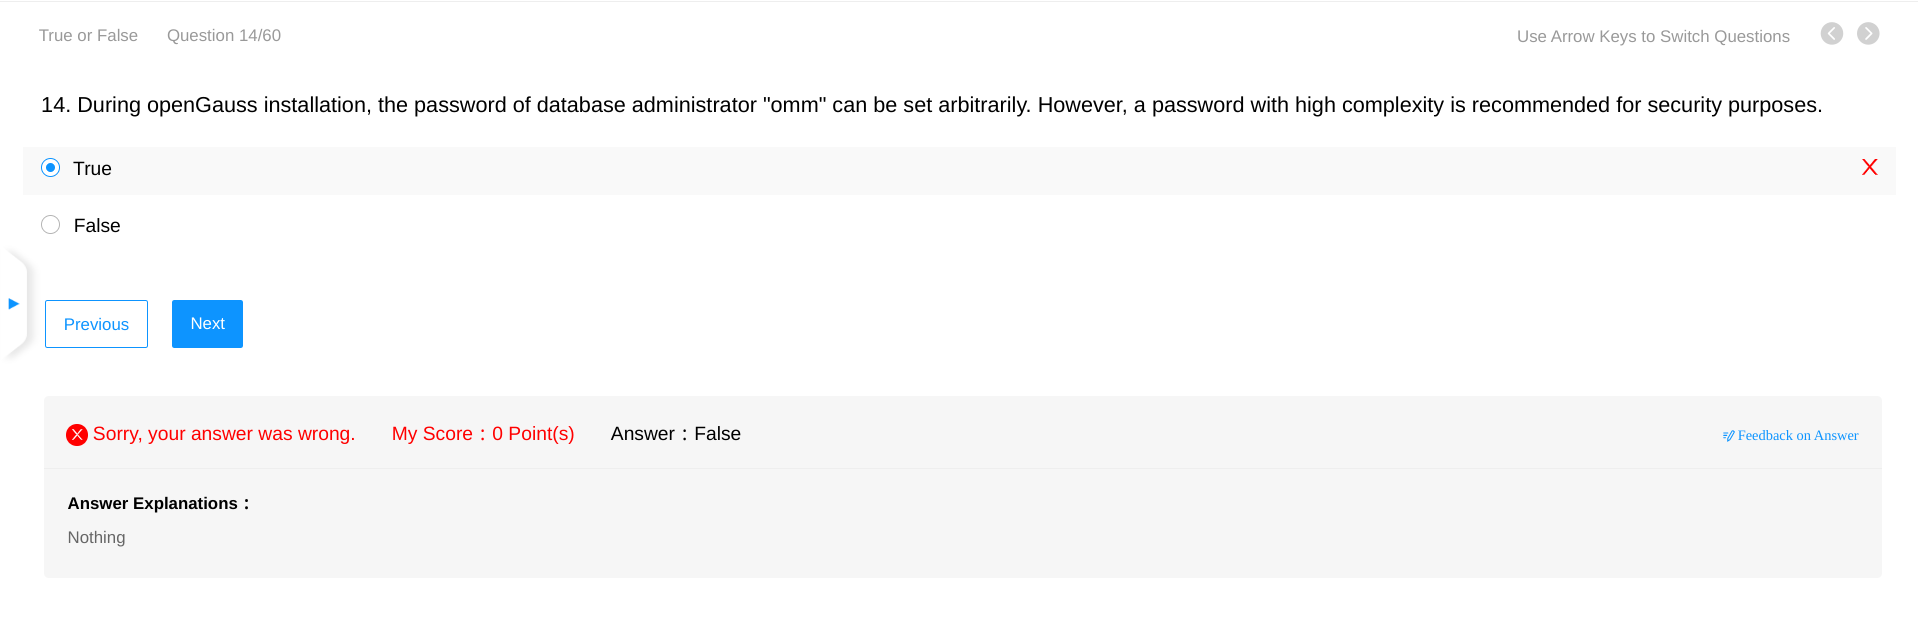 True or False Question 14/60 Use Arrow Keys to Switch Questions
14. During openGauss installation, the password of database administrator "omm" can be set arbitrarily. However, a password with high complexity is recommended for security purposes.
True X
False
Previous Next
X Sorry, your answer was wrong. My Score：0 Point(s) Answer：False Feedback on Answer
Answer Explanations：
Nothing